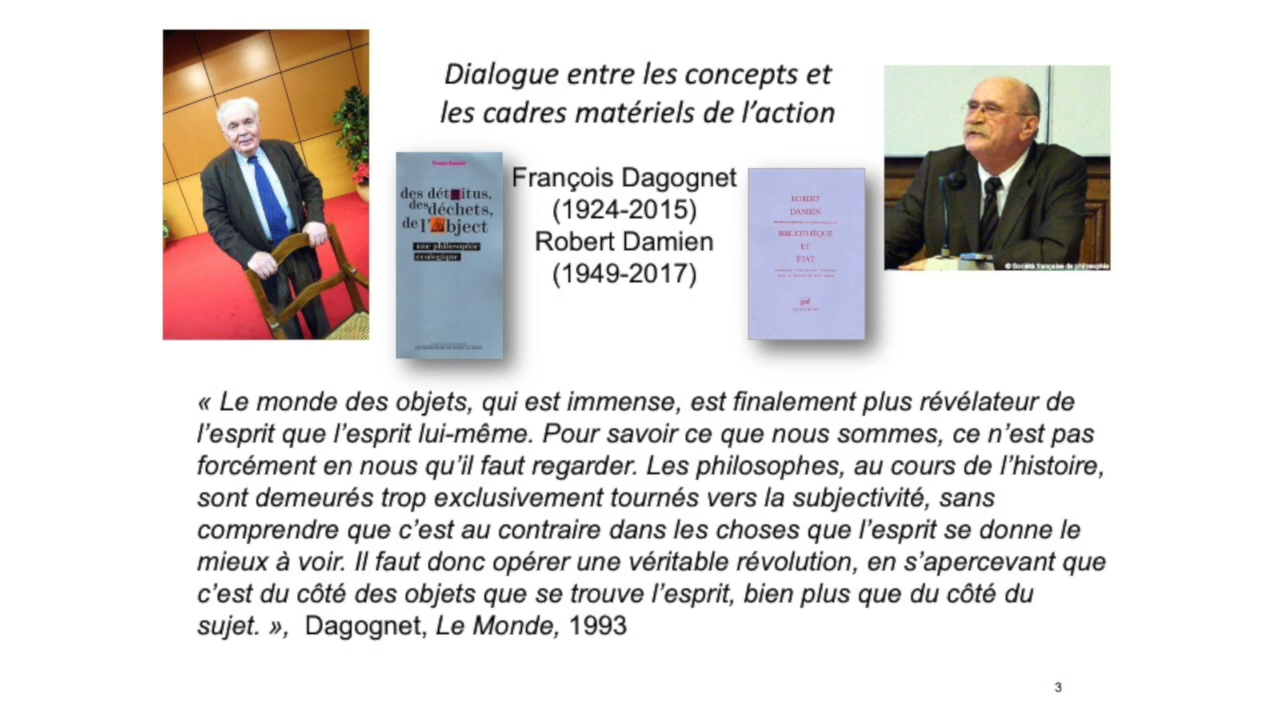 Dialogue entre les concepts et
les cadres matériels de l'action
François Dagognet
des détritus,
des déchets,
de l'abject
une philosophie
écologique
François Dagognet
(1924-2015)
Robert Damien
(1949-2017)
ROBERT
DAMIEN
BIBLIOTHÈQUE
ET
ÉTAT
puf
© Société française de philosophie
« Le monde des objets, qui est immense, est finalement plus révélateur de
l'esprit que l'esprit lui-même. Pour savoir ce que nous sommes, ce n'est pas
forcément en nous qu'il faut regarder. Les philosophes, au cours de l'histoire,
sont demeurés trop exclusivement tournés vers la subjectivité, sans
comprendre que c'est au contraire dans les choses que l'esprit se donne le
mieux à voir. Il faut donc opérer une véritable révolution, en s'apercevant que
c'est du côté des objets que se trouve l'esprit, bien plus que du côté du
sujet. », Dagognet, Le Monde, 1993
3